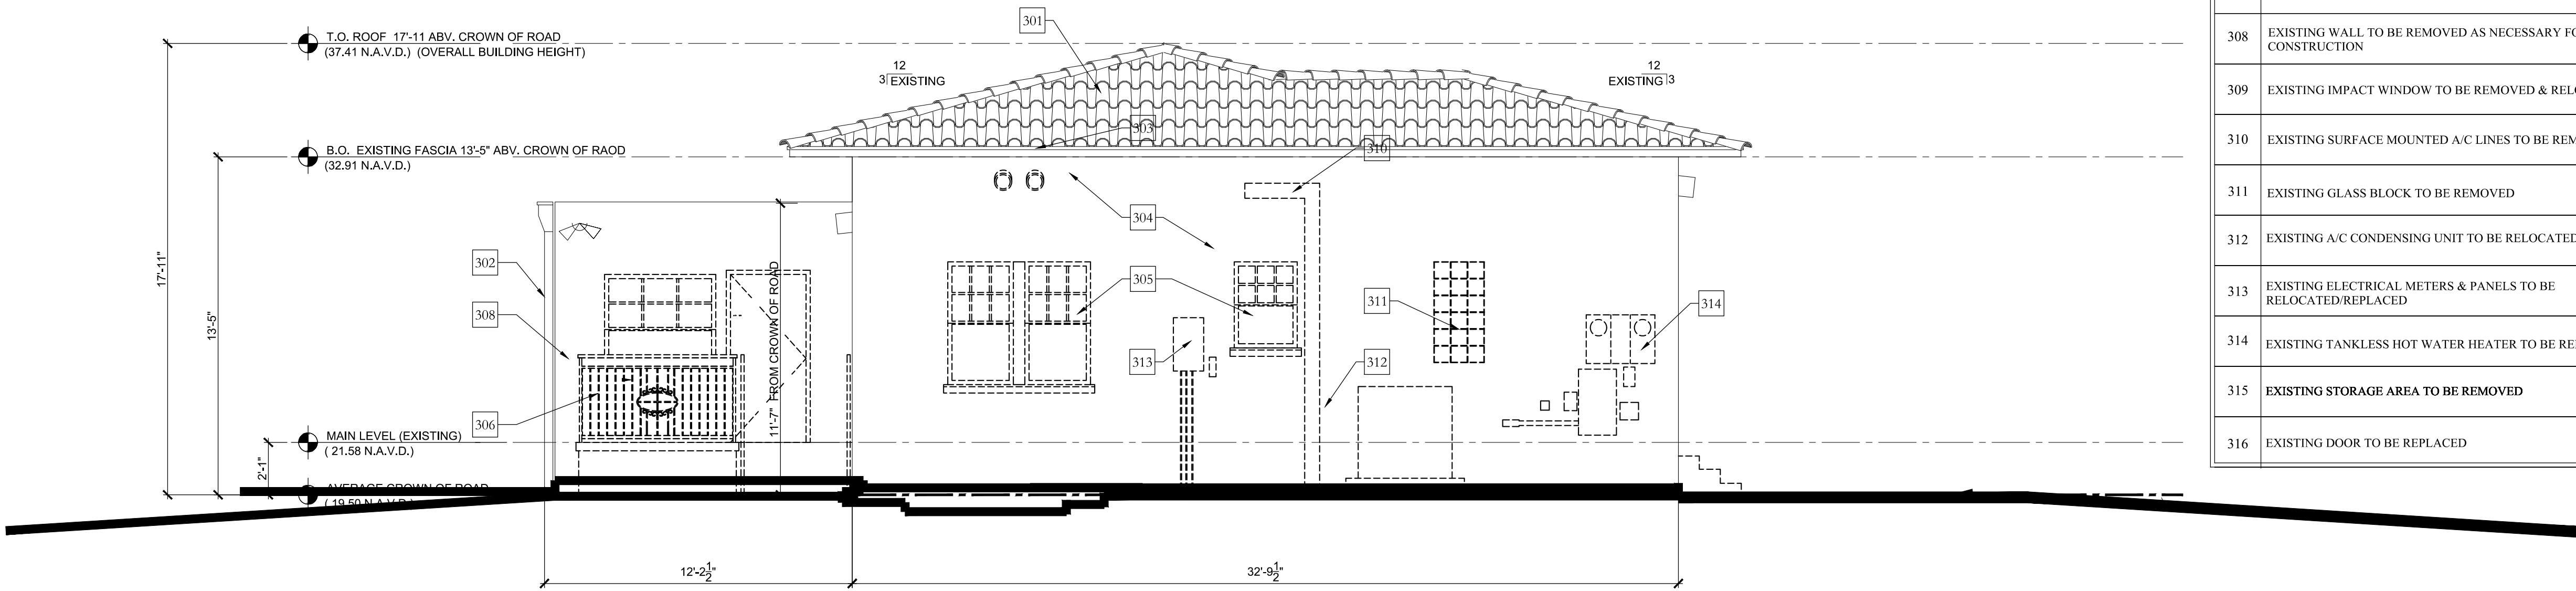 301
T.O. ROOF 17'-11 ABV. CROWN OF ROAD
(37.41 N.A.V.D.) (OVERALL BUILDING HEIGHT)
12
3 EXISTING
12
EXISTING 3
303
B.O. EXISTING FASCIA 13'-5" ABV. CROWN OF RAOD
(32.91 N.A.V.D.)
310
304
302
17'-11"
13'-5"
11'-7" FROM CROWN OF ROAD
305
311
314
308
313
312
306
MAIN LEVEL (EXISTING)
( 21.58 N.A.V.D.)
2'-1"
AVERAGE CROWN OF ROAD
( 19.50 N.A.V.D.)
12'-2 1/2"
32'-9 1/2"
308 EXISTING WALL TO BE REMOVED AS NECESSARY FO
CONSTRUCTION
309 EXISTING IMPACT WINDOW TO BE REMOVED & RELO
310 EXISTING SURFACE MOUNTED A/C LINES TO BE REM
311 EXISTING GLASS BLOCK TO BE REMOVED
312 EXISTING A/C CONDENSING UNIT TO BE RELOCATED
313 EXISTING ELECTRICAL METERS & PANELS TO BE
RELOCATED/REPLACED
314 EXISTING TANKLESS HOT WATER HEATER TO BE RE
315 EXISTING STORAGE AREA TO BE REMOVED
316 EXISTING DOOR TO BE REPLACED